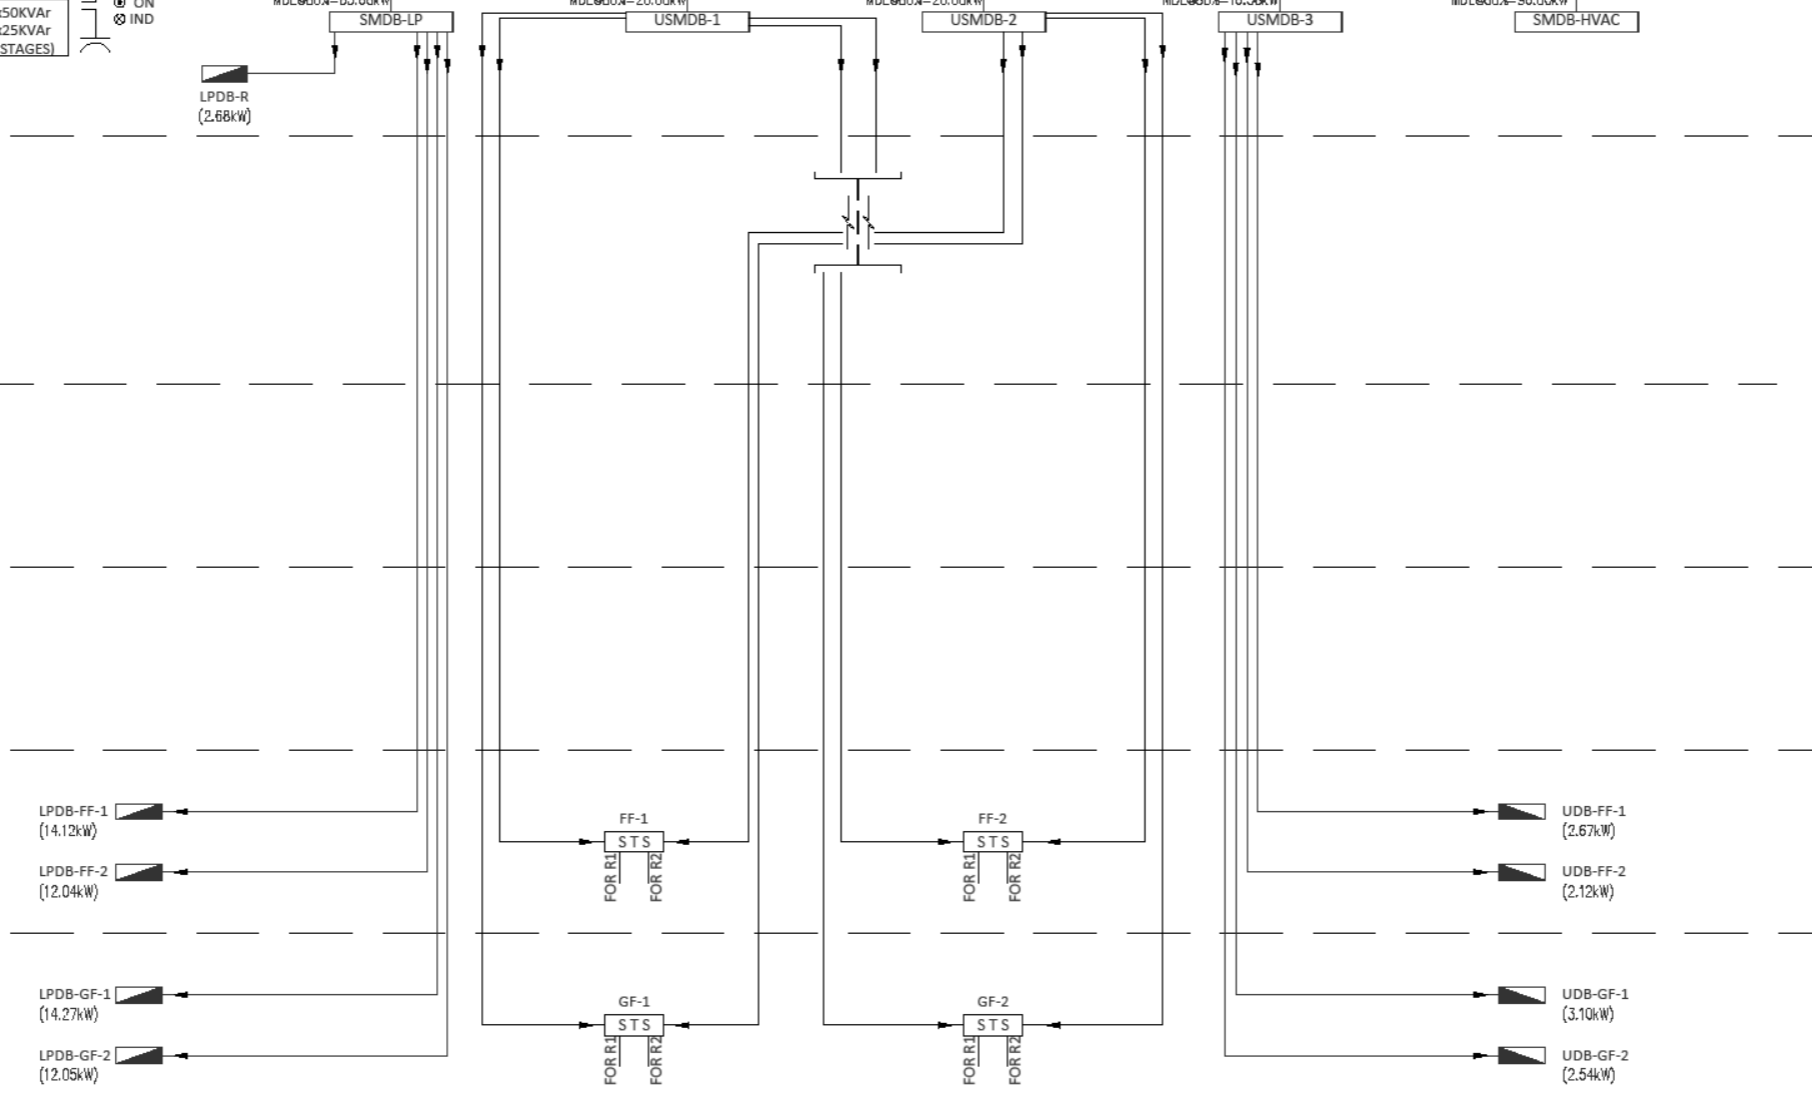 x50KVAr
x25KVAr
STAGES)
ON
IND
SMDB-LP
USMDB-1
USMDB-2
USMDB-3
SMDB-HVAC
LPDB-R
(2.68kW)
LPDB-FF-1
(14.12kW)
LPDB-FF-2
(12.04kW)
FF-1
STS
FOR R1
FOR R2
FF-2
STS
FOR R1
FOR R2
UDB-FF-1
(2.67kW)
UDB-FF-2
(2.12kW)
LPDB-GF-1
(14.27kW)
LPDB-GF-2
(12.05kW)
GF-1
STS
FOR R1
FOR R2
GF-2
STS
FOR R1
FOR R2
UDB-GF-1
(3.10kW)
UDB-GF-2
(2.54kW)